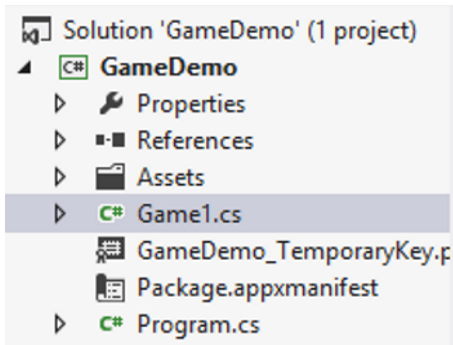 Solution 'GameDemo' (1 project)
C# GameDemo
Properties
References
Assets
C# Game1.cs
GameDemo_TemporaryKey.p
Package.appxmanifest
C# Program.cs